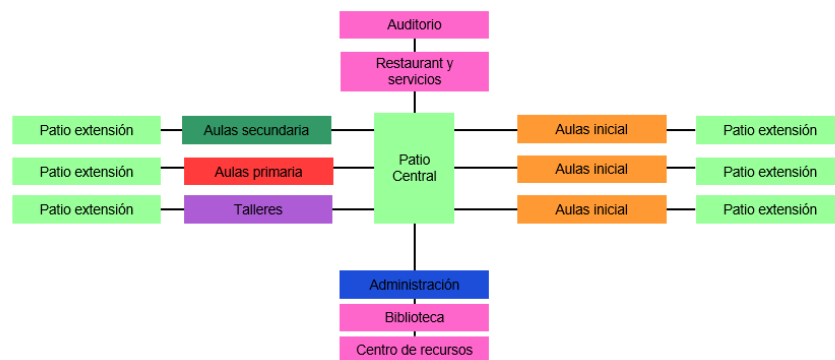 Auditorio
Restaurant y
servicios
Patio extensión
Aulas secundaria
Aulas inicial
Patio extensión
Patio
Central
Patio extensión
Aulas primaria
Aulas inicial
Patio extensión
Patio extensión
Talleres
Aulas inicial
Patio extensión
Administración
Biblioteca
Centro de recursos